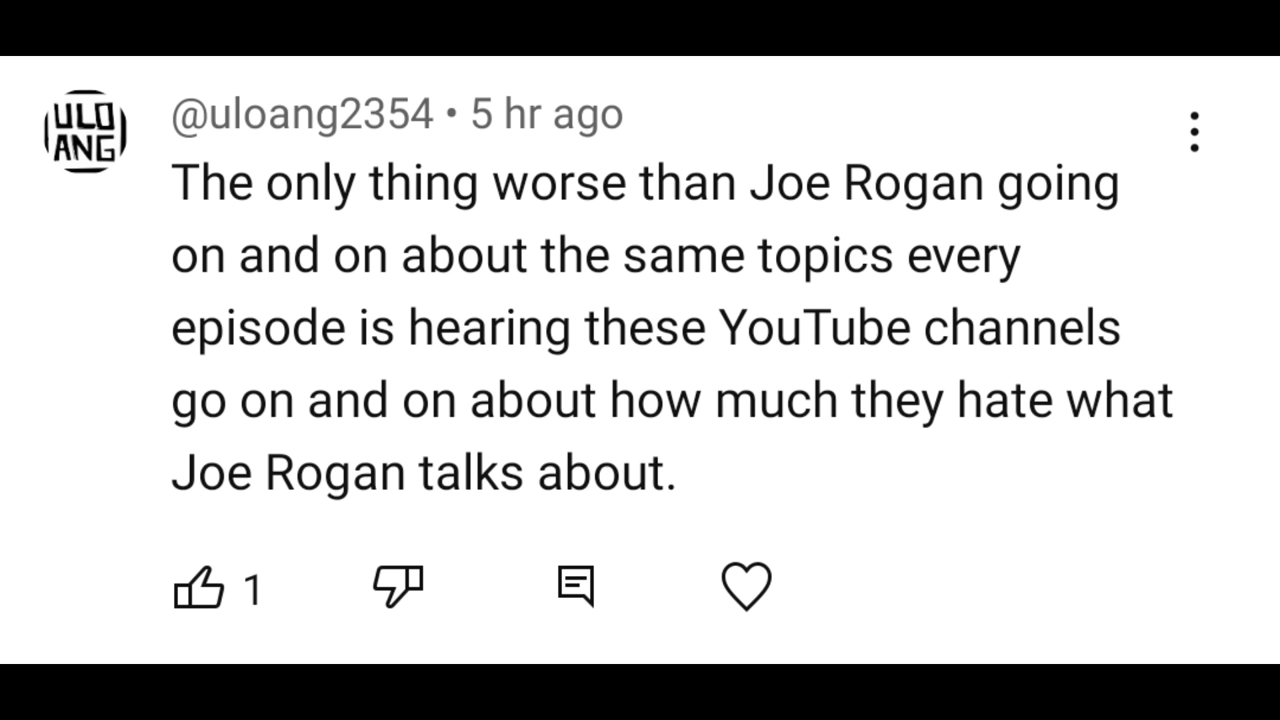 ULO
ANG
@uloang2354 • 5 hr ago
The only thing worse than Joe Rogan going
on and on about the same topics every
episode is hearing these YouTube channels
go on and on about how much they hate what
Joe Rogan talks about.
1